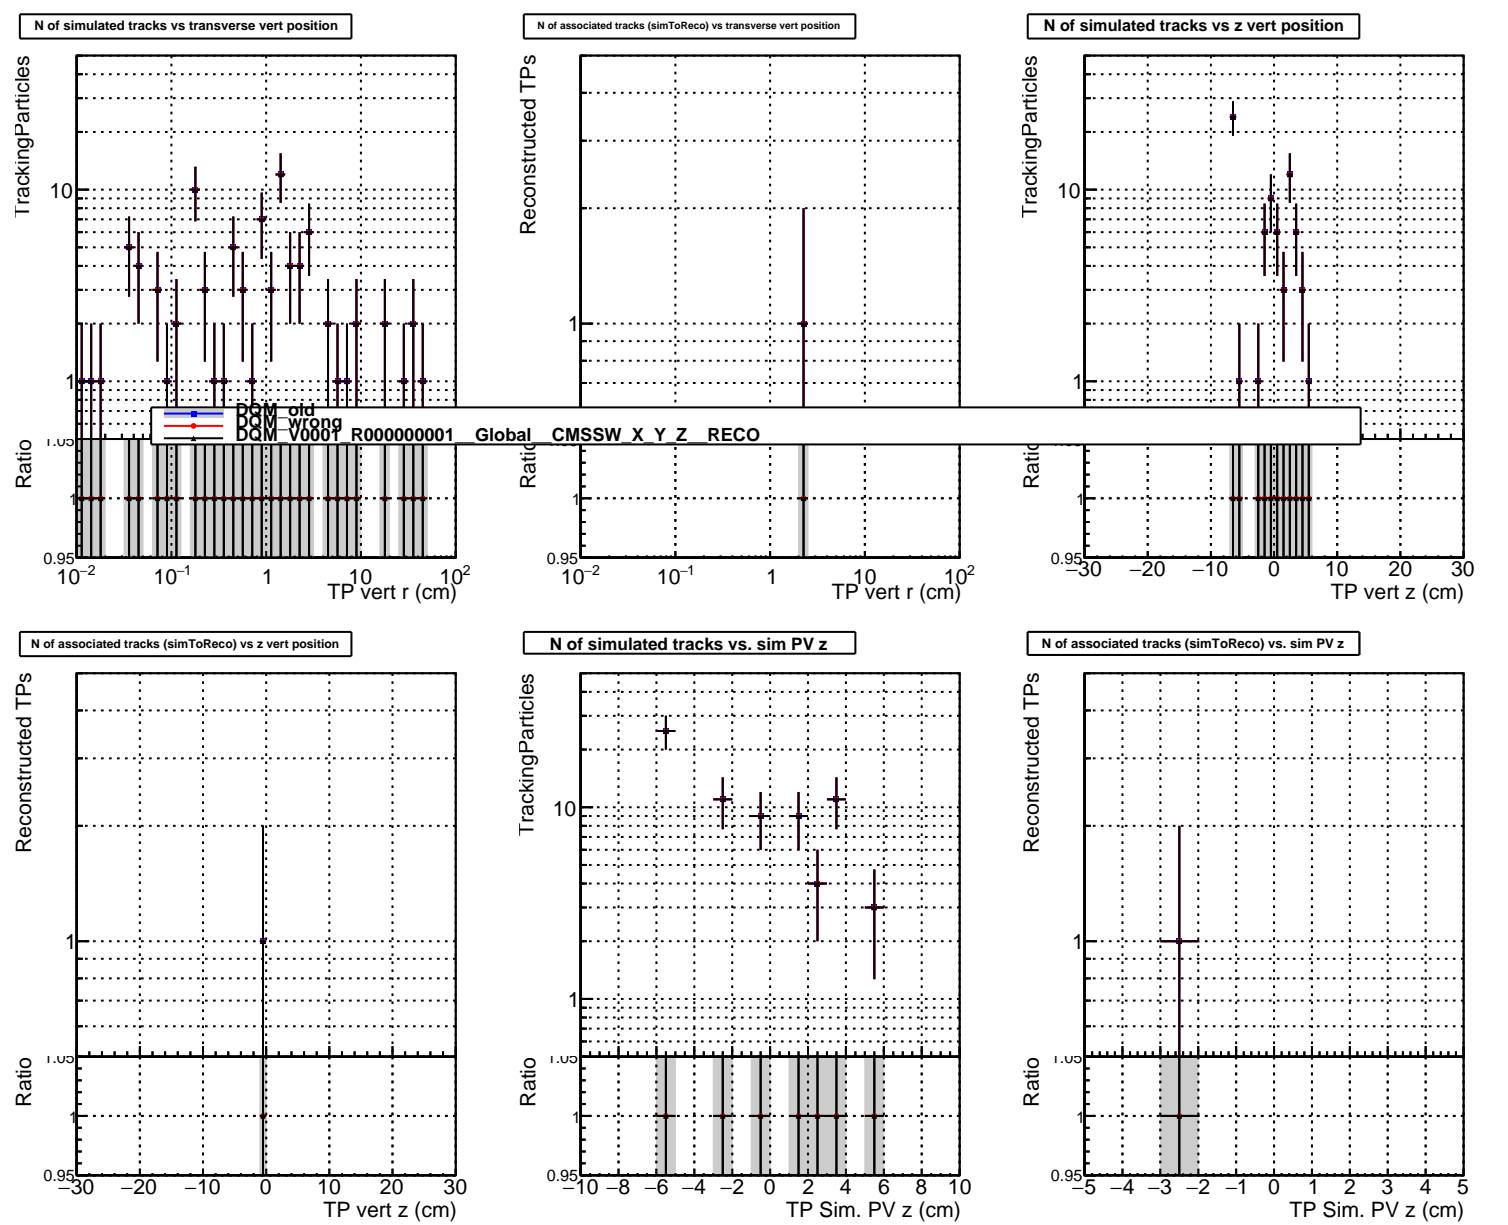 N of simulated tracks vs transverse vert position
N of associated tracks (simToReco) vs transverse vert position
N of simulated tracks vs z vert position
TrackingParticles
10
1
Ratio
1.05
1
0.95
10−2 10−1 1 10 102
TP vert r (cm)
Reconstructed TPs
1
Ratio
1
0.95
10−2 10−1 1 10 102
TP vert r (cm)
TrackingParticles
10
1
Ratio
1
0.95
−30 −20 −10 0 10 20 30
TP vert z (cm)
DQM_old
DQM_wrong
DQM_V0001_R000000001__Global__CMSSW_X_Y_Z__RECO
N of associated tracks (simToReco) vs z vert position
N of simulated tracks vs. sim PV z
N of associated tracks (simToReco) vs. sim PV z
Reconstructed TPs
1
Ratio
1.05
1
0.95
−30 −20 −10 0 10 20 30
TP vert z (cm)
TrackingParticles
10
1
Ratio
1.05
1
0.95
−10 −8 −6 −4 −2 0 2 4 6 8 10
TP Sim. PV z (cm)
Reconstructed TPs
1
Ratio
1.05
1
0.95
−5 −4 −3 −2 −1 0 1 2 3 4 5
TP Sim. PV z (cm)